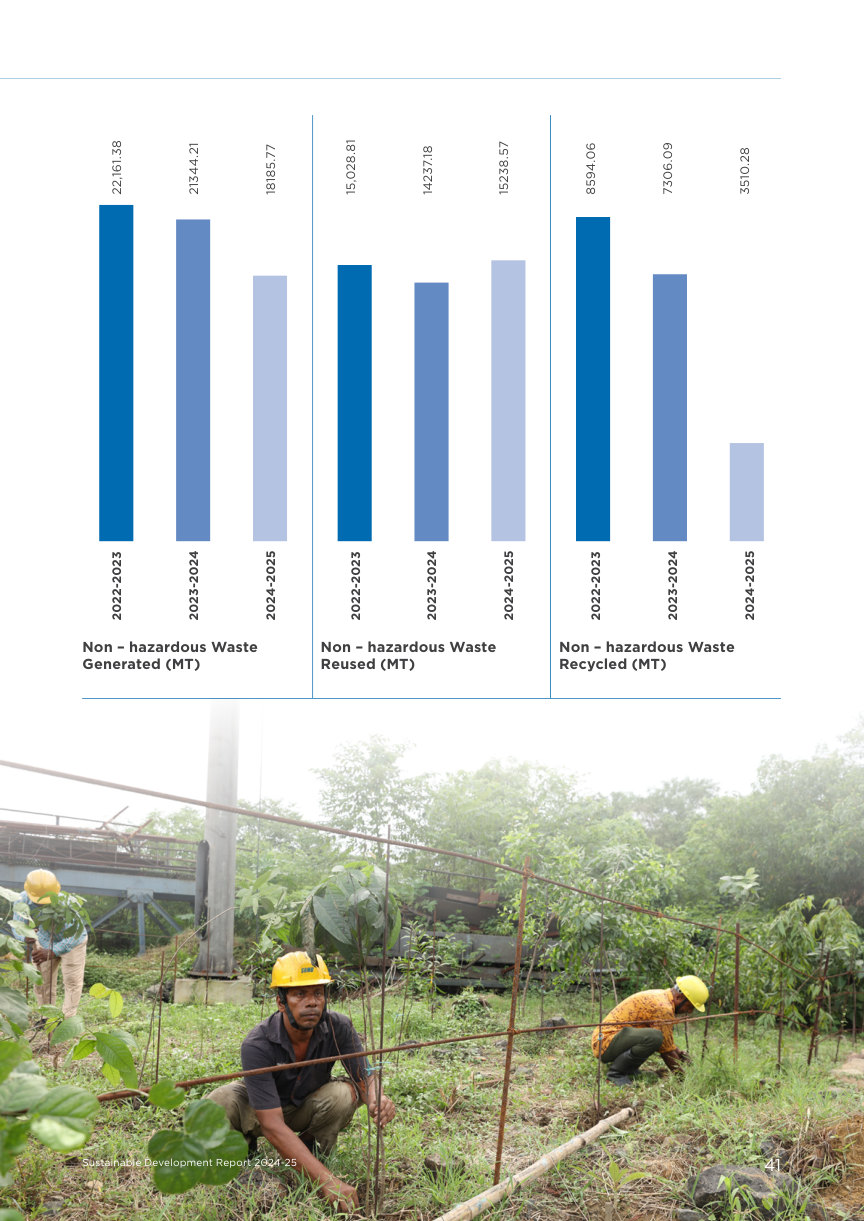 22,161.38
21344.21
18185.77
2022-2023
2023-2024
2024-2025
Non – hazardous Waste
Generated (MT)
15,028.81
14237.18
15238.57
2022-2023
2023-2024
2024-2025
Non – hazardous Waste
Reused (MT)
8594.06
7306.09
3510.28
2022-2023
2023-2024
2024-2025
Non – hazardous Waste
Recycled (MT)
Sustainable Development Report 2024-25
41